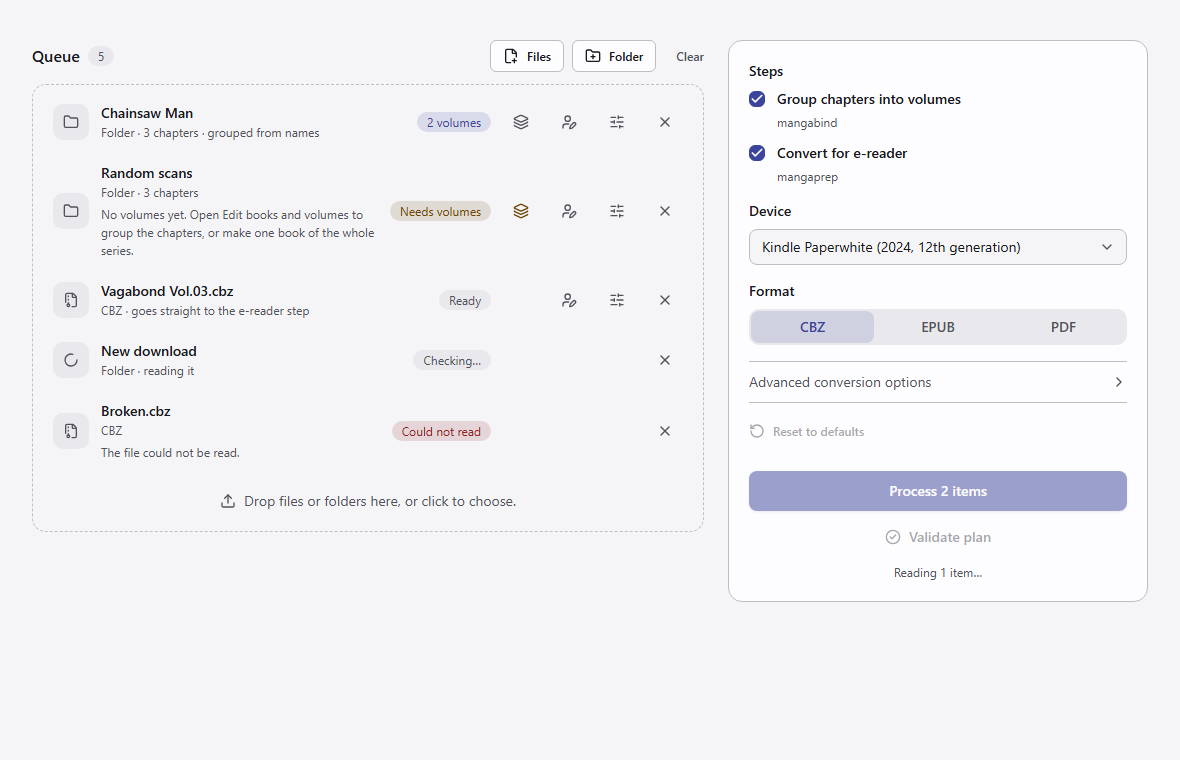 Queue 5
Files
Folder
Clear
Chainsaw Man
Folder · 3 chapters · grouped from names
2 volumes
Random scans
Folder · 3 chapters
No volumes yet. Open Edit books and volumes to
group the chapters, or make one book of the whole
series.
Needs volumes
Vagabond Vol.03.cbz
CBZ · goes straight to the e-reader step
Ready
New download
Folder · reading it
Checking...
Broken.cbz
CBZ
The file could not be read.
Could not read
Drop files or folders here, or click to choose.
Steps
Group chapters into volumes
mangabind
Convert for e-reader
mangaprep
Device
Kindle Paperwhite (2024, 12th generation)
Format
CBZ
EPUB
PDF
Advanced conversion options
Reset to defaults
Process 2 items
Validate plan
Reading 1 item...